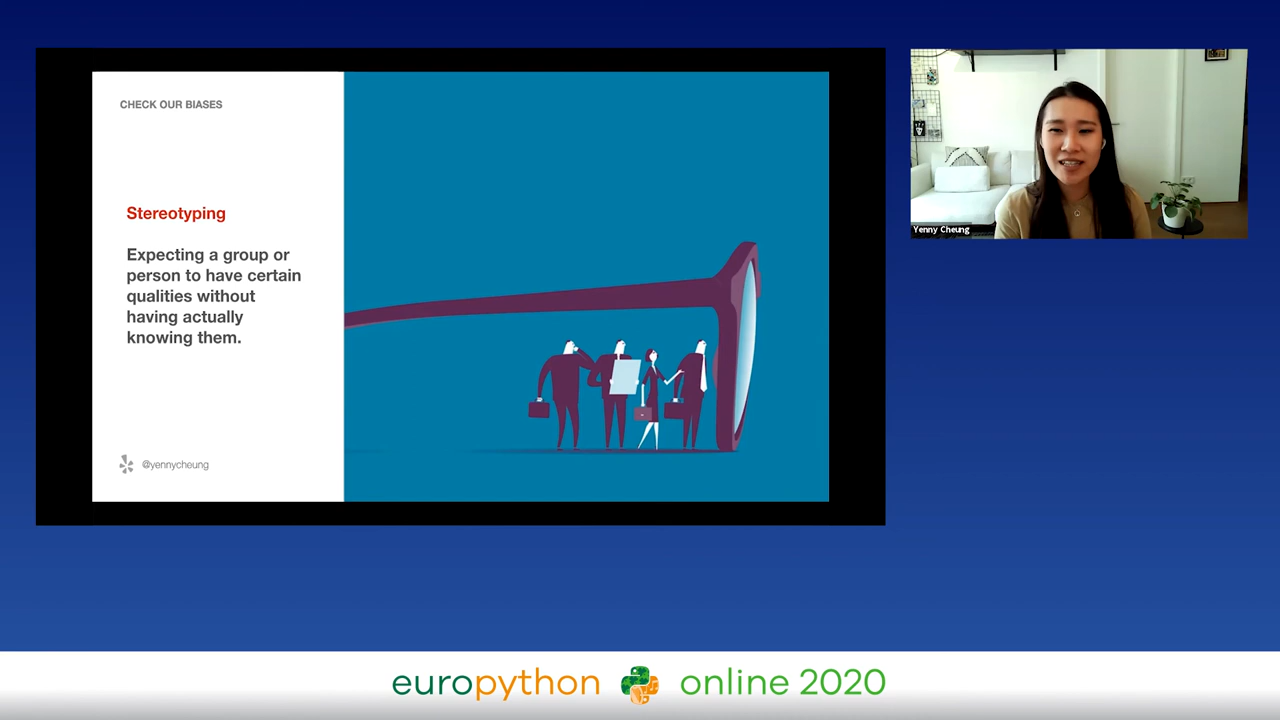 CHECK OUR BIASES
Stereotyping
Expecting a group or
person to have certain
qualities without
having actually
knowing them.
@yennycheung
Yenny Cheung
europython online 2020